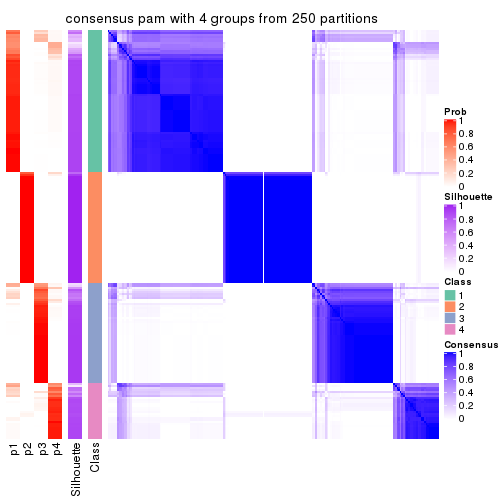 consensus pam with 4 groups from 250 partitions
Prob
1
0.8
0.6
0.4
0.2
0
Silhouette
1
0.8
0.6
0.4
0.2
0
Class
1
2
3
4
Consensus
1
0.8
0.6
0.4
0.2
0
p1
p2
p3
p4
Silhouette
Class